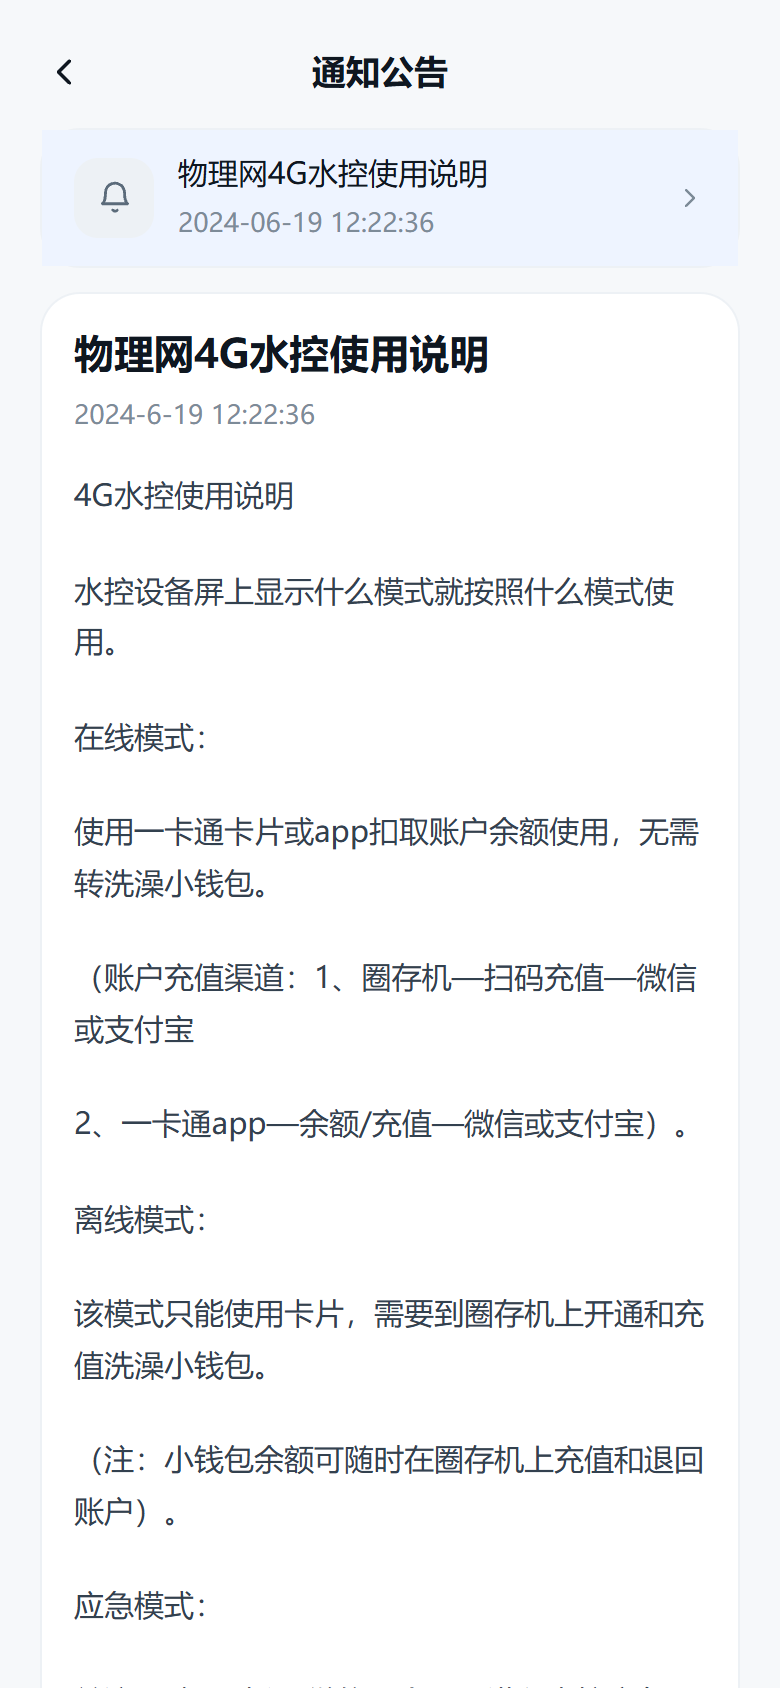 通知公告
物理网4G水控使用说明
2024-06-19 12:22:36
物理网4G水控使用说明
2024-6-19 12:22:36
4G水控使用说明
水控设备屏上显示什么模式就按照什么模式使
用。
在线模式：
使用一卡通卡片或app扣取账户余额使用，无需
转洗澡小钱包。
（账户充值渠道：1、圈存机—扫码充值—微信
或支付宝
2、一卡通app—余额/充值—微信或支付宝）。
离线模式：
该模式只能使用卡片，需要到圈存机上开通和充
值洗澡小钱包。
（注：小钱包余额可随时在圈存机上充值和退回
账户）。
应急模式：